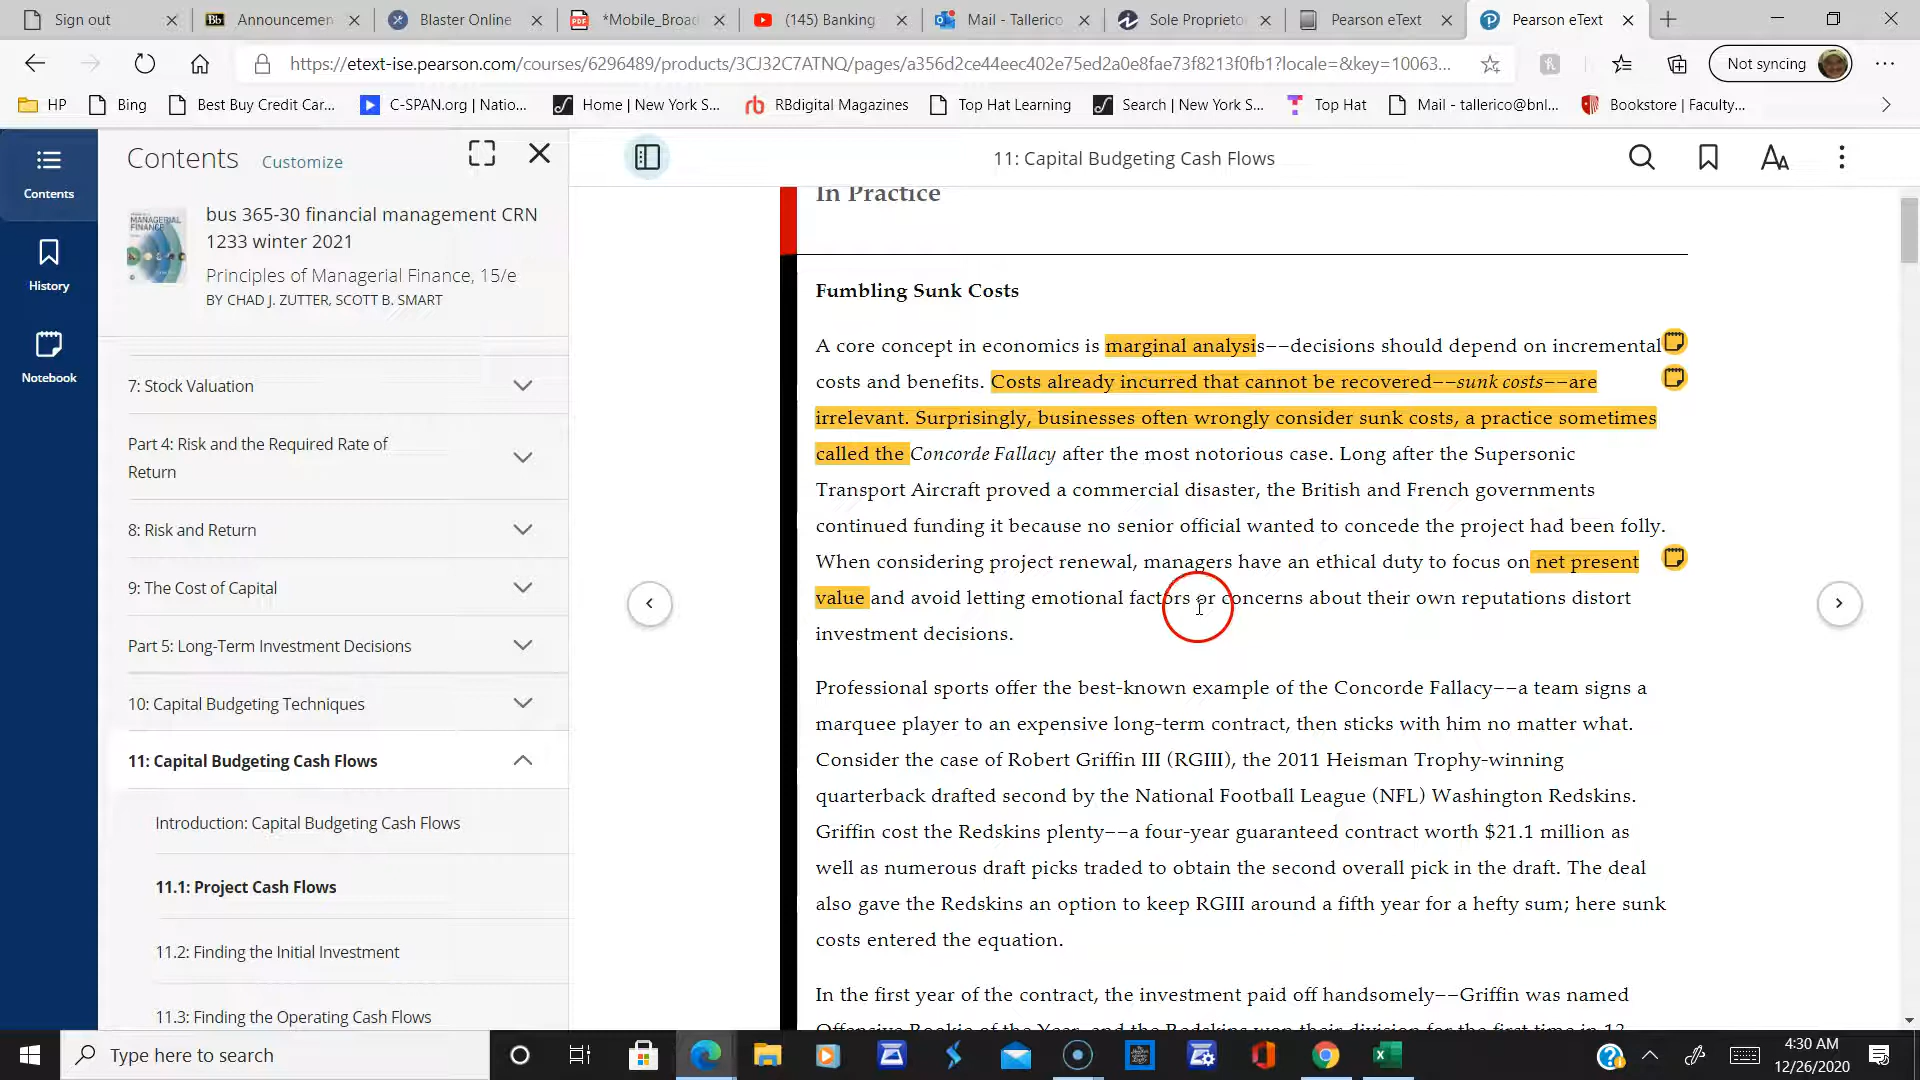 Sign out
Announcemen
Blaster Online
*Mobile_Broad
(145) Banking
Mail - Tallerico
Sole Proprieto
Pearson eText
Pearson eText
https://etext-ise.pearson.com/courses/6296489/products/3CJ32C7ATNQ/pages/a356d2ce44eec402e75ed2a0e8fae73f8213f0fb1?locale=&key=10063...
Not syncing
HP
Bing
Best Buy Credit Car...
C-SPAN.org | Natio...
Home | New York S...
RBdigital Magazines
Top Hat Learning
Search | New York S...
Top Hat
Mail - tallerico@bnl...
Bookstore | Faculty...
Contents
History
Notebook
Contents
Customize
bus 365-30 financial management CRN
1233 winter 2021
Principles of Managerial Finance, 15/e
BY CHAD J. ZUTTER, SCOTT B. SMART
7: Stock Valuation
Part 4: Risk and the Required Rate of
Return
8: Risk and Return
9: The Cost of Capital
Part 5: Long-Term Investment Decisions
10: Capital Budgeting Techniques
11: Capital Budgeting Cash Flows
Introduction: Capital Budgeting Cash Flows
11.1: Project Cash Flows
11.2: Finding the Initial Investment
11.3: Finding the Operating Cash Flows
11: Capital Budgeting Cash Flows
In Practice
Fumbling Sunk Costs
A core concept in economics is marginal analysis––decisions should depend on incremental
costs and benefits. Costs already incurred that cannot be recovered––sunk costs––are
irrelevant. Surprisingly, businesses often wrongly consider sunk costs, a practice sometimes
called the Concorde Fallacy after the most notorious case. Long after the Supersonic
Transport Aircraft proved a commercial disaster, the British and French governments
continued funding it because no senior official wanted to concede the project had been folly.
When considering project renewal, managers have an ethical duty to focus on net present
value and avoid letting emotional factors or concerns about their own reputations distort
investment decisions.
Professional sports offer the best-known example of the Concorde Fallacy––a team signs a
marquee player to an expensive long-term contract, then sticks with him no matter what.
Consider the case of Robert Griffin III (RGIII), the 2011 Heisman Trophy-winning
quarterback drafted second by the National Football League (NFL) Washington Redskins.
Griffin cost the Redskins plenty––a four-year guaranteed contract worth $21.1 million as
well as numerous draft picks traded to obtain the second overall pick in the draft. The deal
also gave the Redskins an option to keep RGIII around a fifth year for a hefty sum; here sunk
costs entered the equation.
In the first year of the contract, the investment paid off handsomely––Griffin was named
Offensive Rookie of the Year, and the Redskins won their division for the first time in 13
Type here to search
4:30 AM
12/26/2020